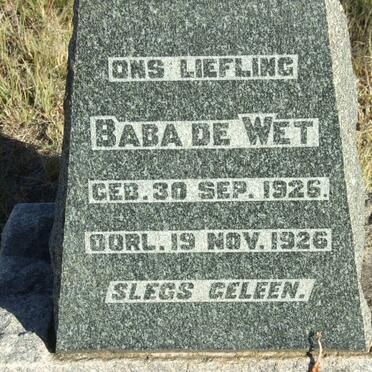 ONS LIEFLING
BABA DE WET
GEB. 30 SEP. 1925.
OORL. 19 NOV. 1926
SLEGS GELEEN.